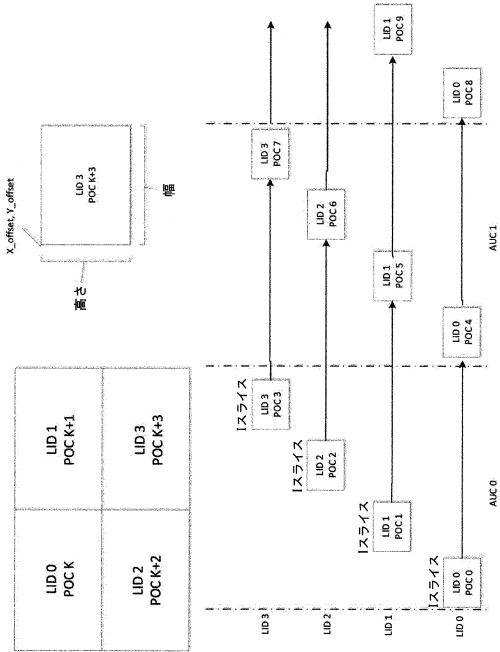 LID 0
POC K
LID 1
POC K+1
LID 2
POC K+2
LID 3
POC K+3
X_offset, Y_offset
高さ
LID 3
POC K+3
幅
LID 3
Iスライス
LID 3
POC 3
LID 3
POC 7
LID 2
Iスライス
LID 2
POC 2
LID 2
POC 6
LID 1
Iスライス
LID 1
POC 1
LID 1
POC 5
LID 1
POC 9
LID 0
Iスライス
LID 0
POC 0
LID 0
POC 4
LID 0
POC 8
AUC 0
AUC 1